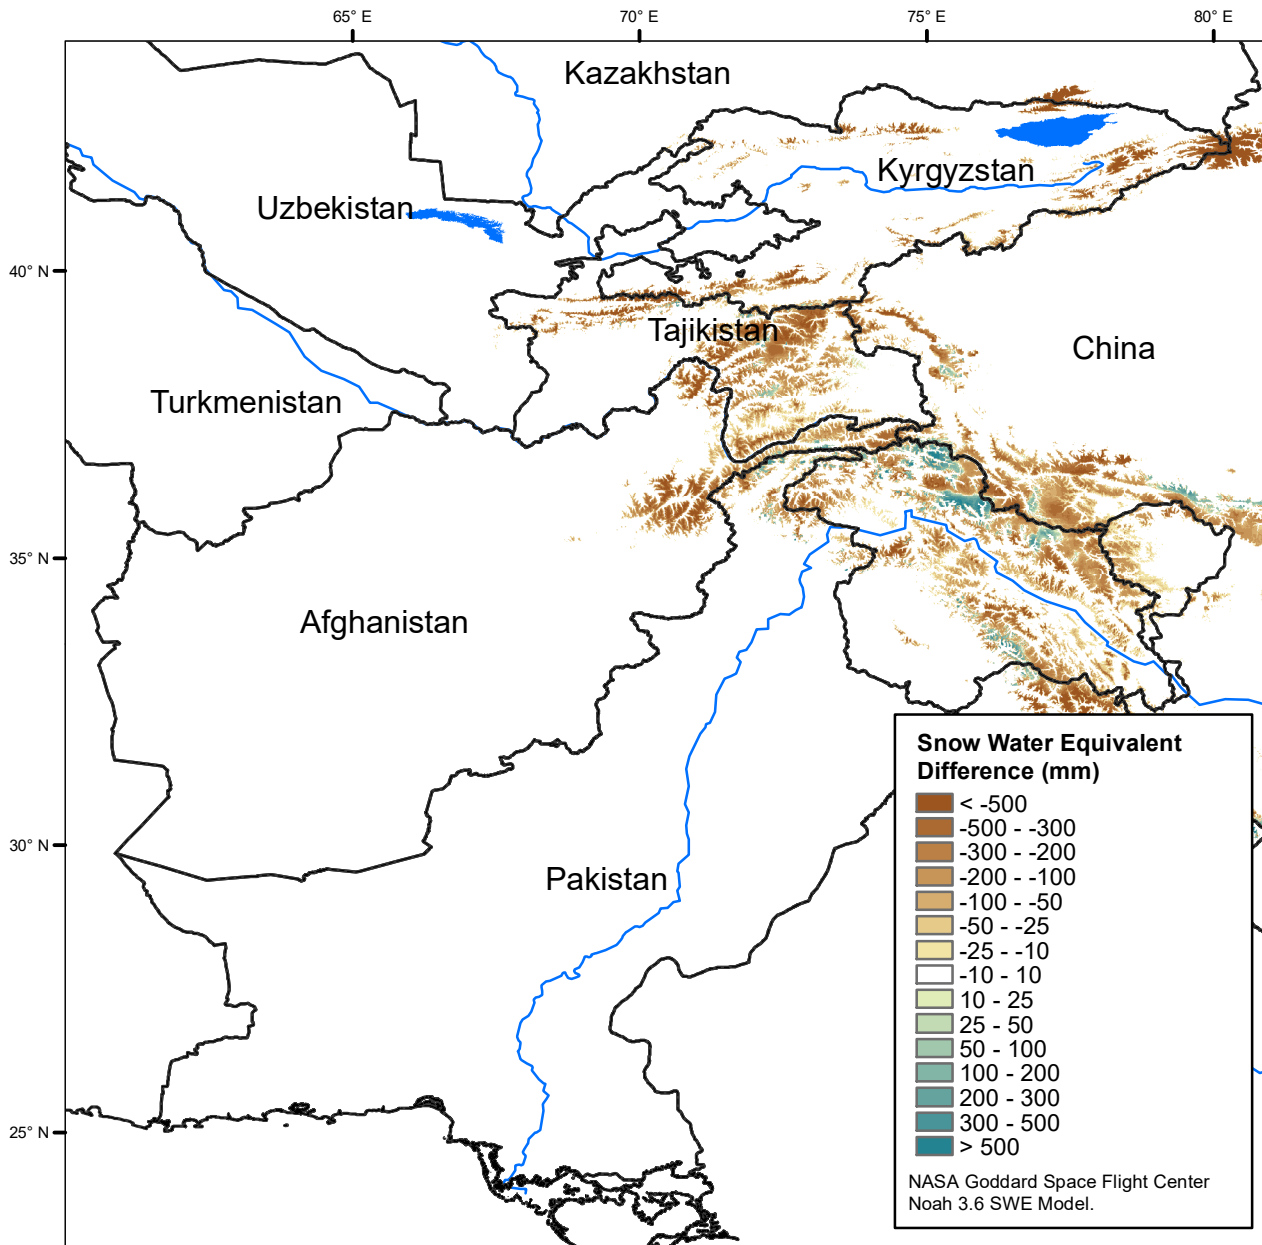 65° E
70° E
75° E
80° E
Kazakhstan
Kyrgyzstan
Uzbekistan
40° N
Tajikistan
China
Turkmenistan
35° N
Afghanistan
Snow Water Equivalent
Difference (mm)
< -500
-500 - -300
-300 - -200
-200 - -100
-100 - -50
-50 - -25
-25 - -10
-10 - 10
10 - 25
25 - 50
50 - 100
100 - 200
200 - 300
300 - 500
> 500
30° N
Pakistan
25° N
NASA Goddard Space Flight Center
Noah 3.6 SWE Model.